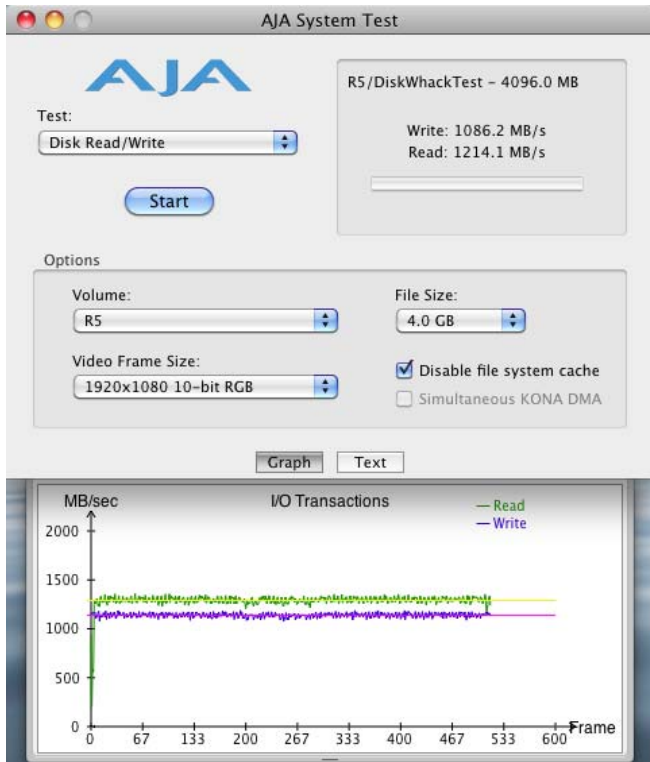 AJA System Test
AJA
R5/DiskWhackTest - 4096.0 MB
Write: 1086.2 MB/s
Read: 1214.1 MB/s
Test:
Disk Read/Write
Start
Options
Volume:
R5
File Size:
4.0 GB
Video Frame Size:
1920x1080 10-bit RGB
Disable file system cache
Simultaneous KONA DMA
Graph Text
MB/sec I/O Transactions
Read
Write
2000
1500
1000
500
0
0 67 133 200 267 333 400 467 533 600 Frame